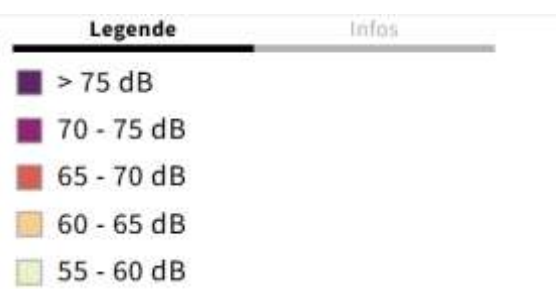 Legende Infos
> 75 dB
70 - 75 dB
65 - 70 dB
60 - 65 dB
55 - 60 dB